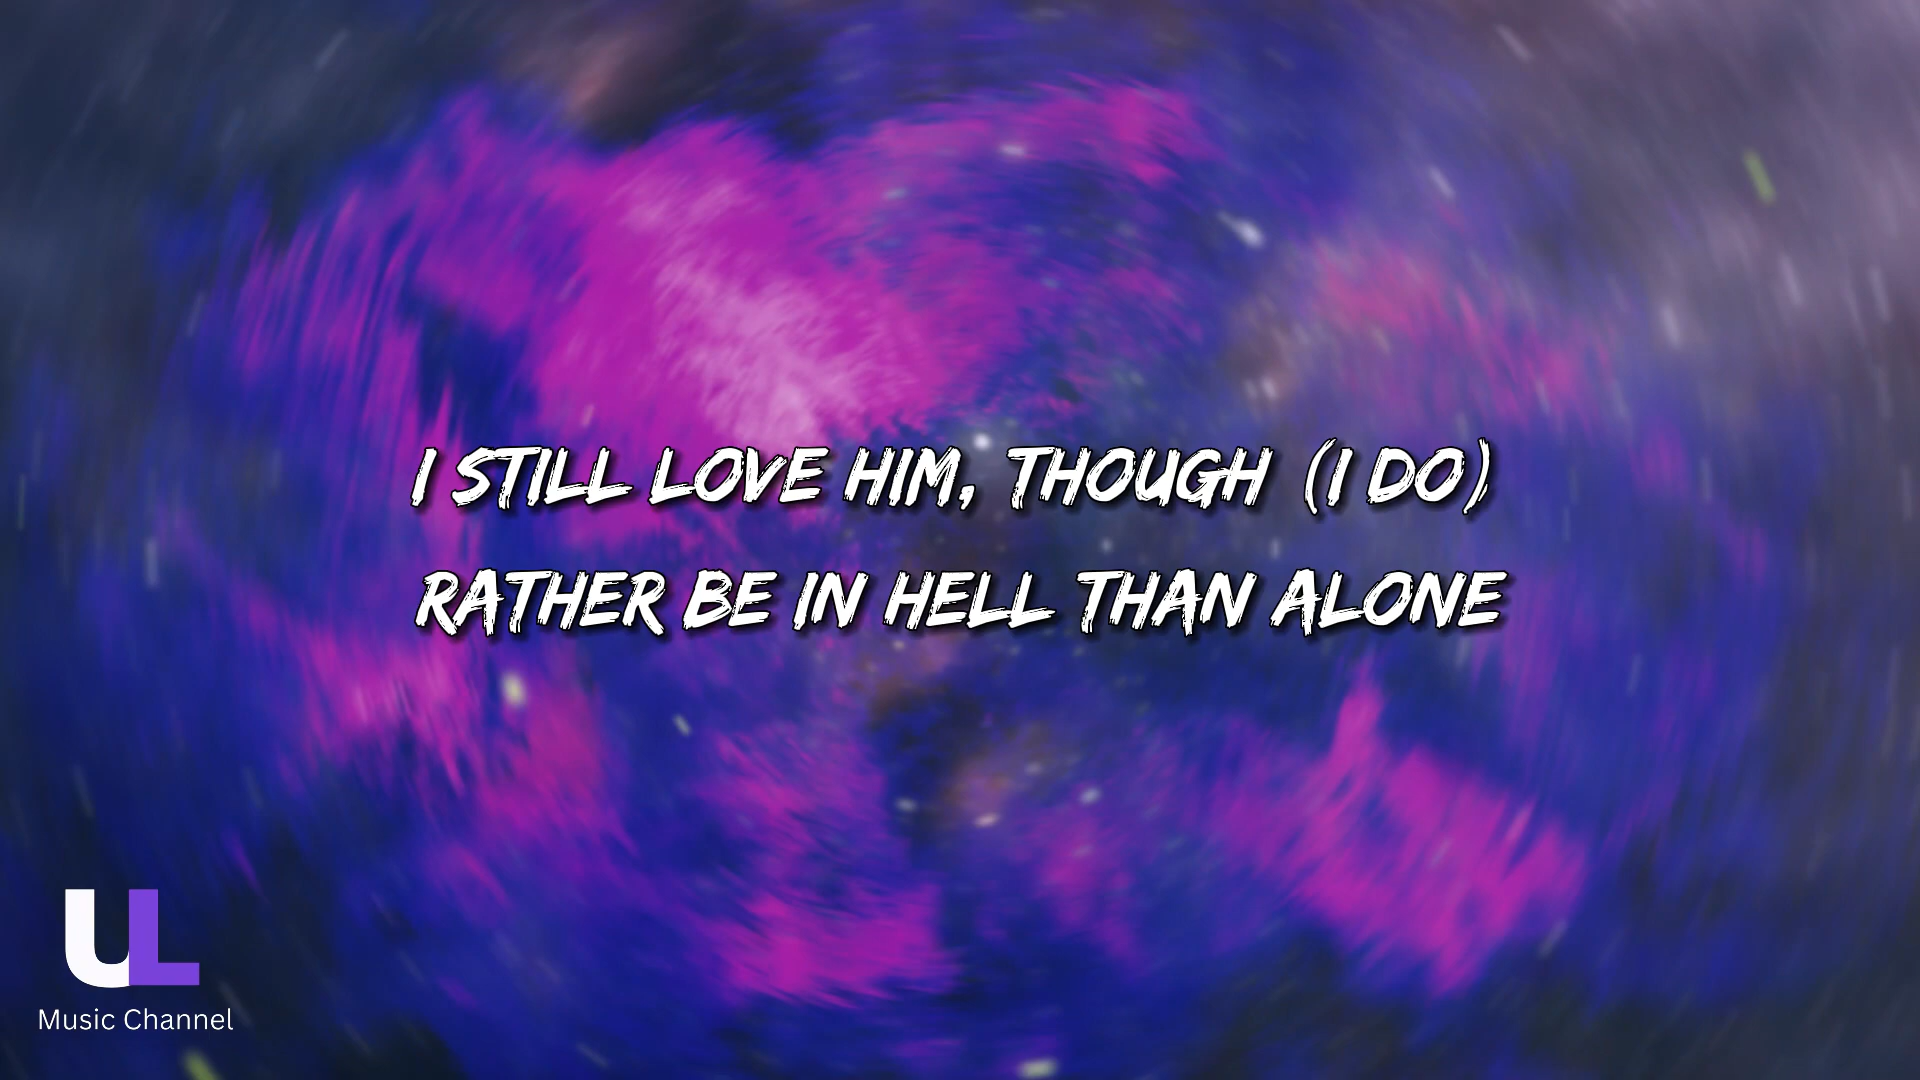 I STILL LOVE HIM, THOUGH (I DO)
RATHER BE IN HELL THAN ALONE
UL
Music Channel